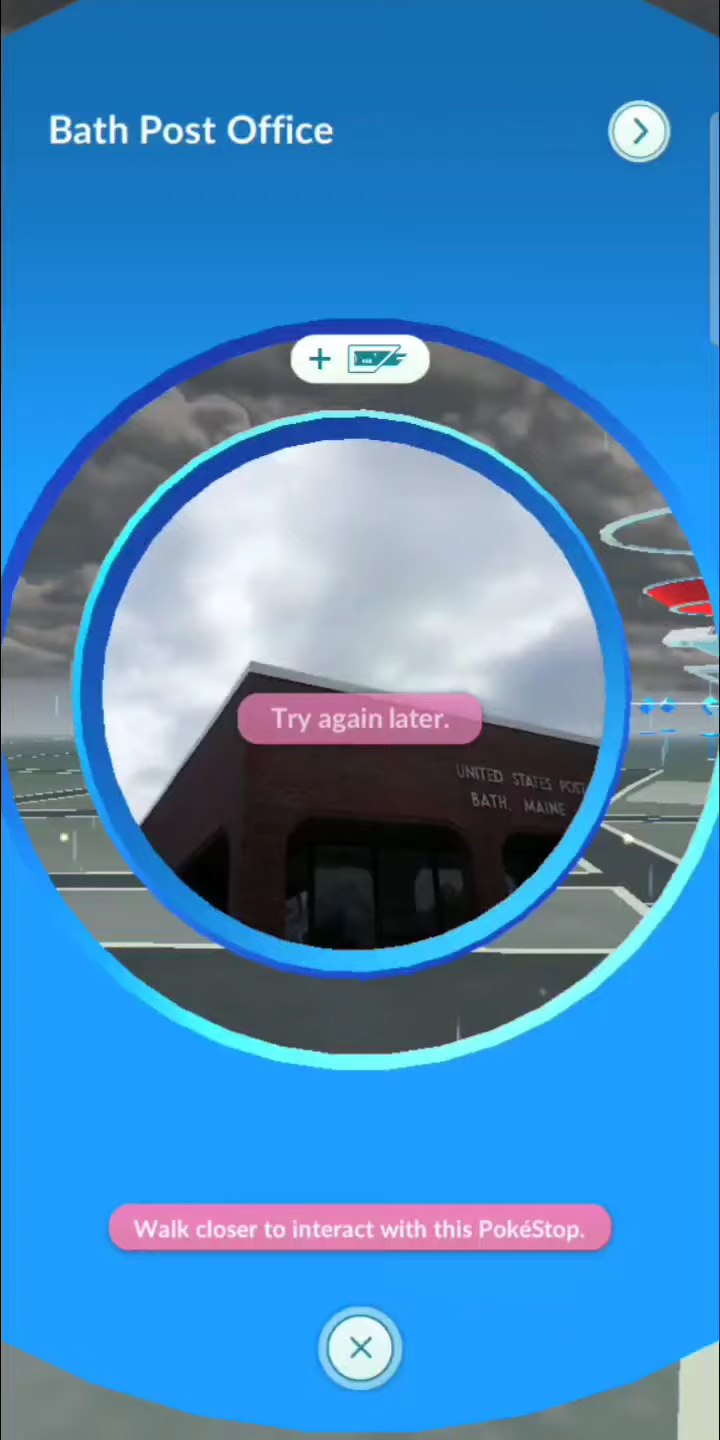 Bath Post Office
Try again later.
UNITED STATES POST
BATH, MAINE
Walk closer to interact with this PokéStop.